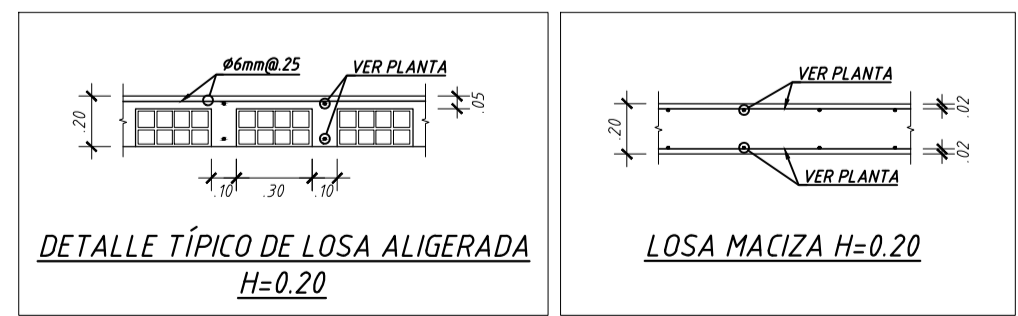 Ø6mm@.25
VER PLANTA
.20
.05
.10
.30
.10
DETALLE TÍPICO DE LOSA ALIGERADA
H=0.20
VER PLANTA
.20
.02
.02
VER PLANTA
LOSA MACIZA H=0.20